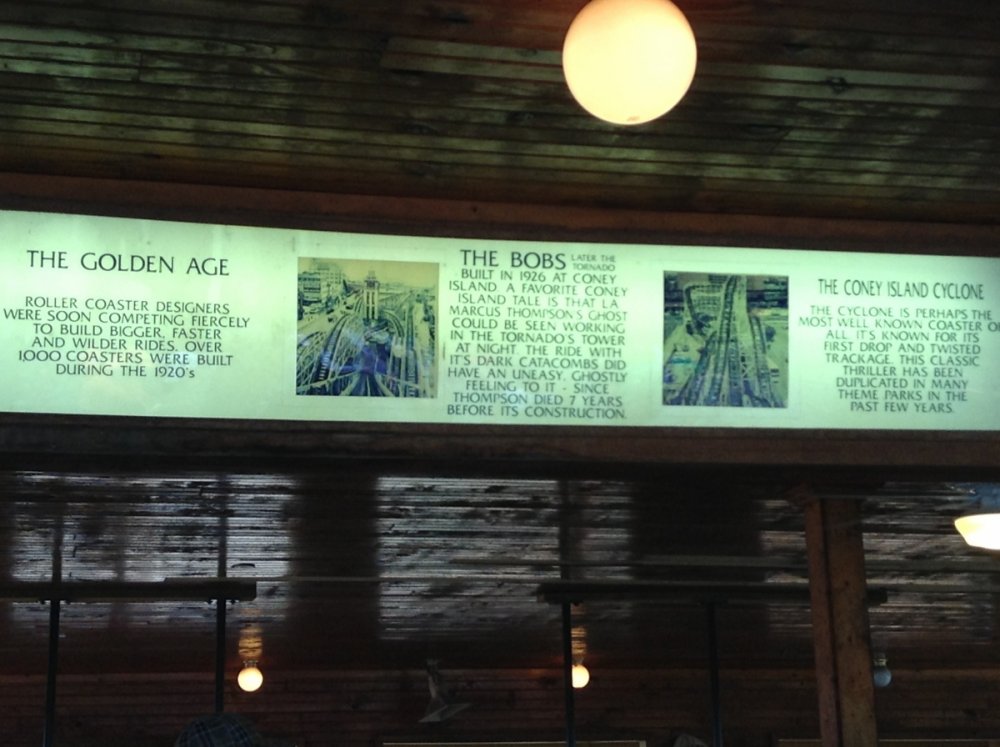 THE GOLDEN AGE
ROLLER COASTER DESIGNERS
WERE SOON COMPETING FIERCELY
TO BUILD BIGGER, FASTER
AND WILDER RIDES. OVER
1,000 COASTERS WERE BUILT
DURING THE 1920's
THE BOBS LATER THE
TORNADO
BUILT IN 1926 AT CONEY
ISLAND. A FAVORITE CONEY
ISLAND TALE IS THAT LA
MARCUS THOMPSON'S GHOST
COULD BE SEEN WORKING
IN THE TORNADO'S TOWER
AT NIGHT. THE RIDE WITH
IT'S DARK CATACOMBS DID
HAVE AN UNEASY, GHOSTLY
FEELING TO IT - SINCE
THOMPSON DIED 7 YEARS
BEFORE ITS CONSTRUCTION.
THE CONEY ISLAND CYCLONE
THE CYCLONE IS PERHAPS THE
MOST WELL KNOWN COASTER O
ALL. IT'S KNOWN FOR ITS
FIRST DROP AND TWISTED
TRACKAGE. THIS CLASSIC
THRILLER HAS BEEN
DUPLICATED IN MANY
THEME PARKS IN THE
PAST FEW YEARS.